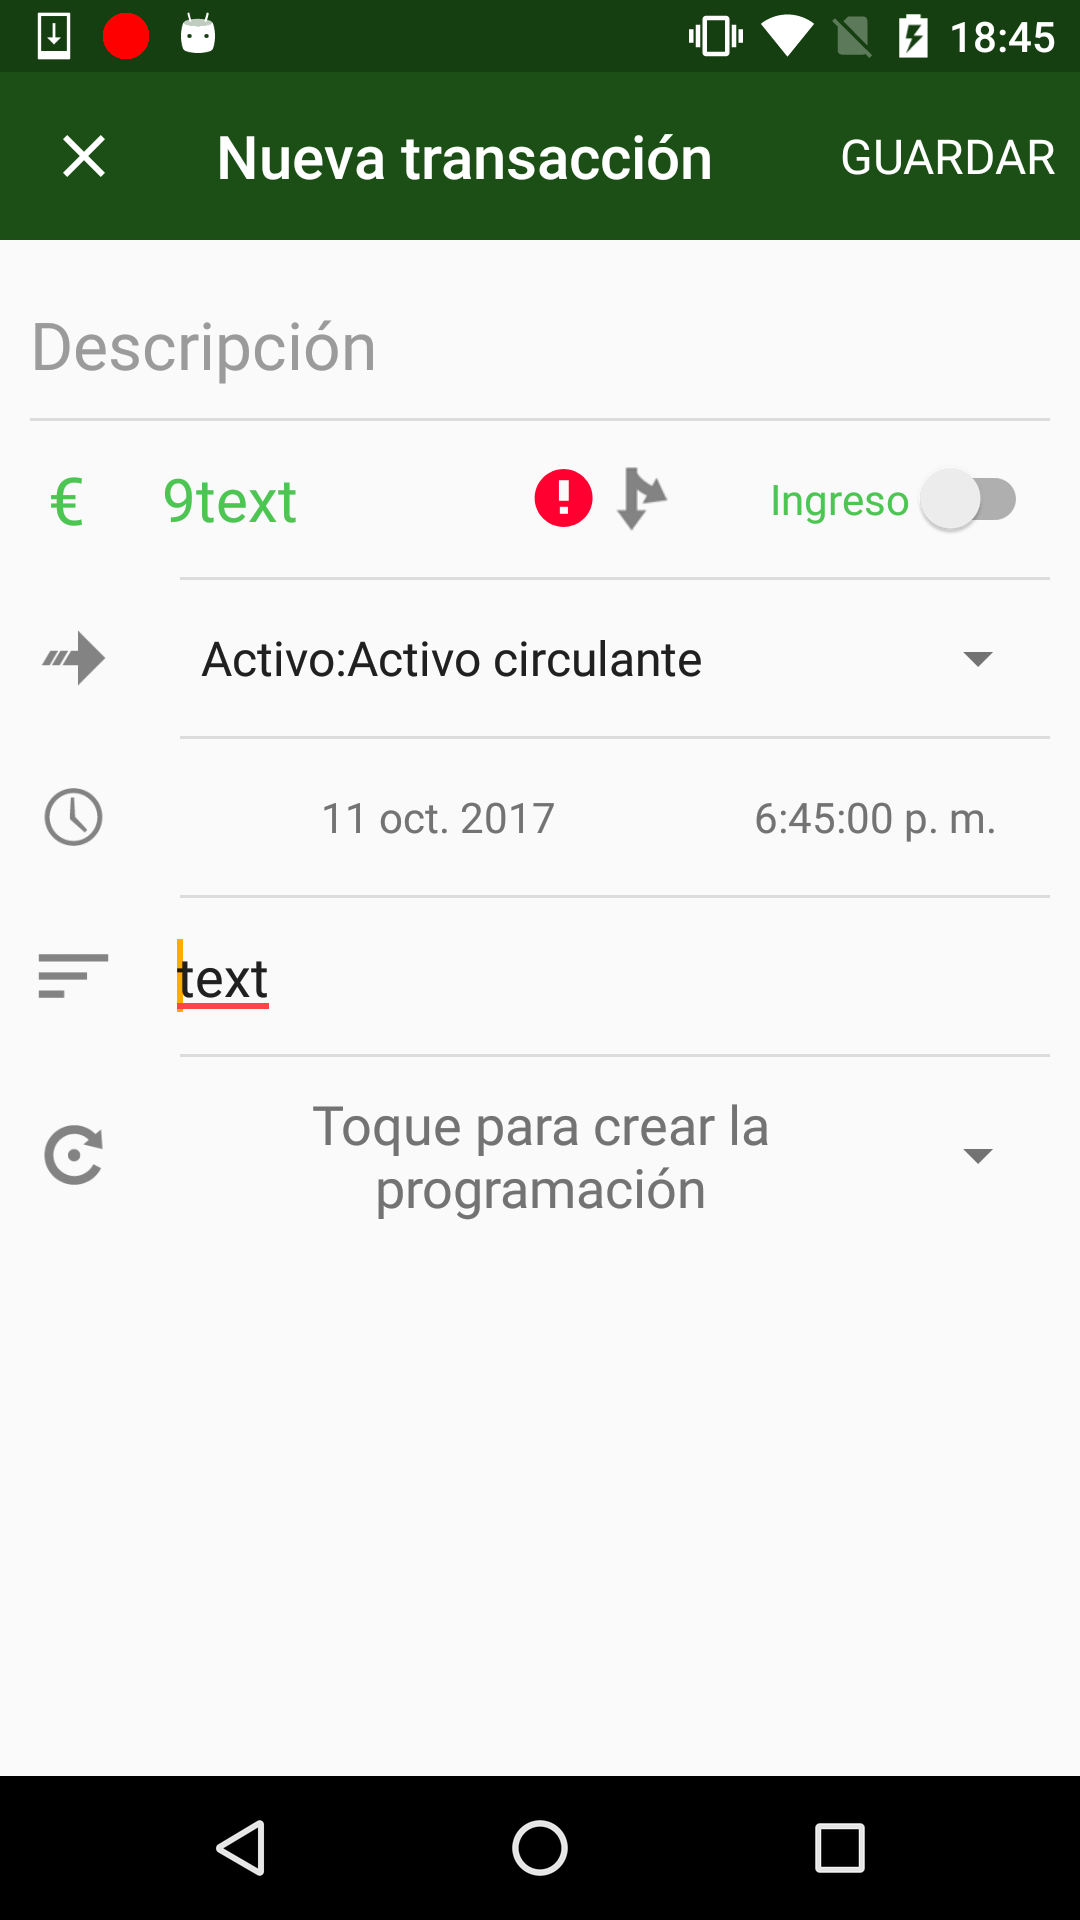 18:45
Nueva transacción GUARDAR
Descripción
€ 9text Ingreso
Activo:Activo circulante
11 oct. 2017 6:45:00 p. m.
text
Toque para crear la
programación